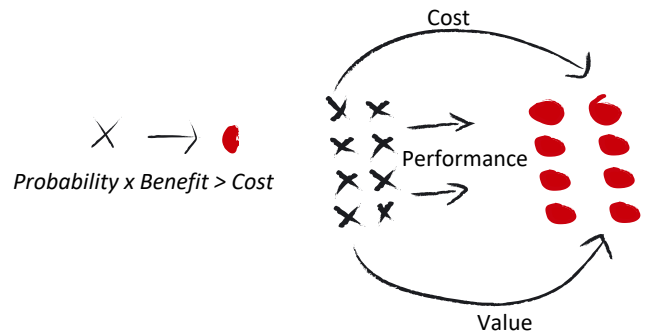 Cost
Performance
Probability x Benefit > Cost
Value